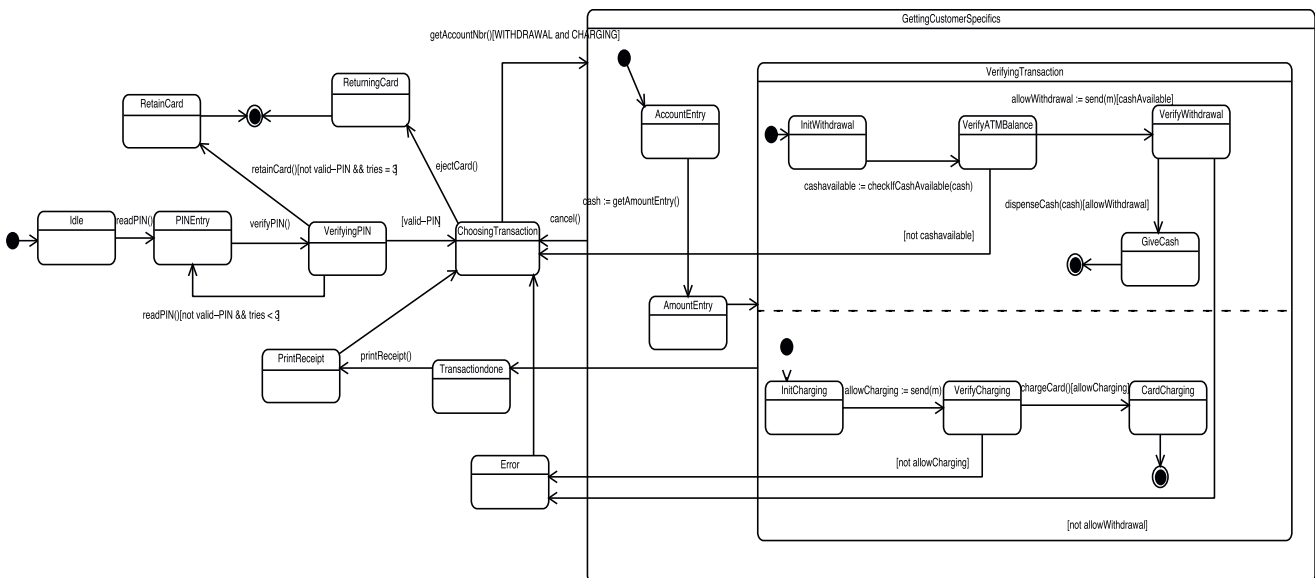 GettingCustomerSpecifics
getAccountNbr()[WITHDRAWAL and CHARGING]
VerifyingTransaction
ReturningCard
RetainCard
allowWithdrawal := send(m)[cashAvailable]
AccountEntry
InitWithdrawal
VerifyATMBalance
VerifyWithdrawal
retainCard()[not valid–PIN && tries = 3]
ejectCard()
cashavailable := checkIfCashAvailable(cash)
cash := getAmountEntry()
dispenseCash(cash)[allowWithdrawal]
Idle
readPIN()
PINEntry
verifyPIN()
VerifyingPIN
[valid–PIN]
ChoosingTransaction
cancel()
[not cashavailable]
GiveCash
readPIN()[not valid–PIN && tries < 3]
AmountEntry
PrintReceipt
printReceipt()
Transactiondone
InitCharging
allowCharging := send(m)
VerifyCharging
chargeCard()[allowCharging]
CardCharging
Error
[not allowCharging]
[not allowWithdrawal]